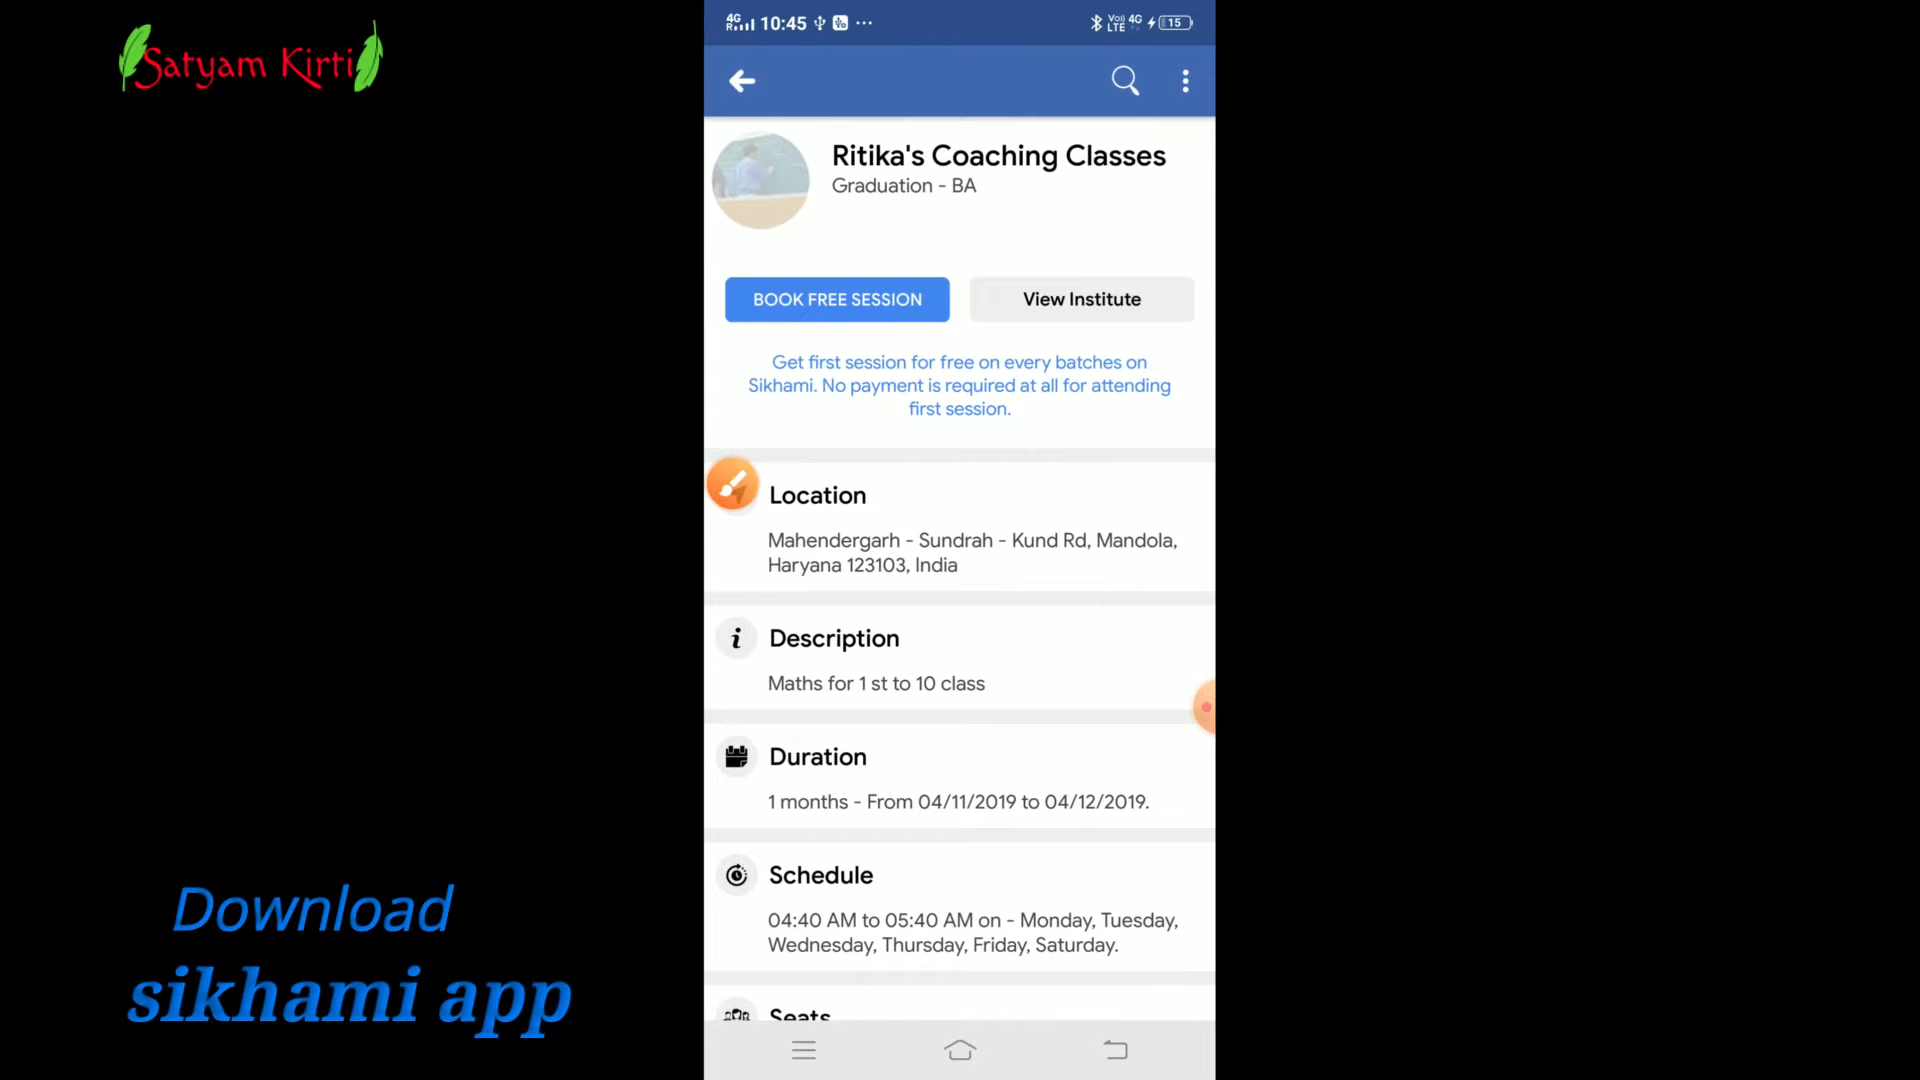 Satyam Kirti
4G
R
10:45
...
Vo)) 4G
LTE
15
Ritika's Coaching Classes
Graduation - BA
BOOK FREE SESSION
View Institute
Get first session for free on every batches on
Sikhami. No payment is required at all for attending
first session.
Location
Mahendergarh - Sundrah - Kund Rd, Mandola,
Haryana 123103, India
Description
Maths for 1 st to 10 class
Duration
1 months - From 04/11/2019 to 04/12/2019.
Schedule
04:40 AM to 05:40 AM on - Monday, Tuesday,
Wednesday, Thursday, Friday, Saturday.
Seats
Download
sikhami app